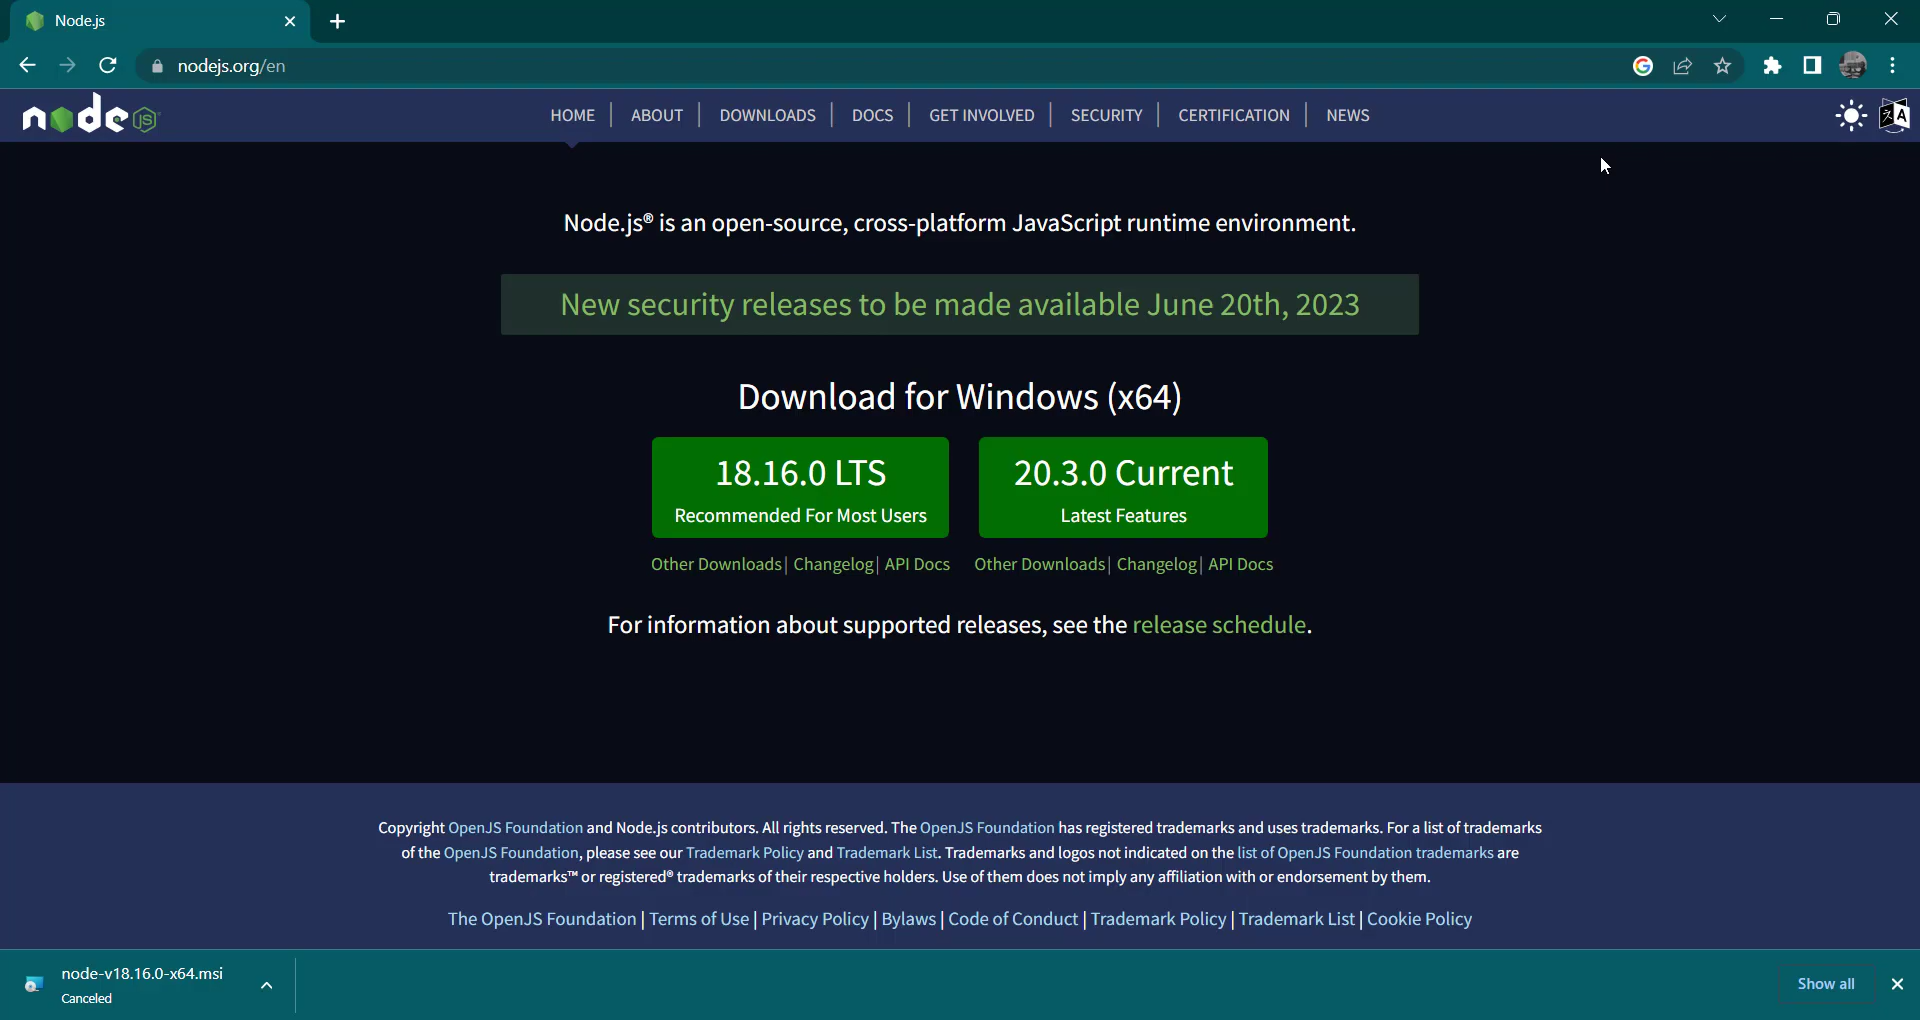 Node.js
nodejs.org/en
node JS
HOME | ABOUT | DOWNLOADS | DOCS | GET INVOLVED | SECURITY | CERTIFICATION | NEWS
Node.js® is an open-source, cross-platform JavaScript runtime environment.
New security releases to be made available June 20th, 2023
Download for Windows (x64)
18.16.0 LTS
Recommended For Most Users
20.3.0 Current
Latest Features
Other Downloads | Changelog | API Docs
Other Downloads | Changelog | API Docs
For information about supported releases, see the release schedule.
Copyright OpenJS Foundation and Node.js contributors. All rights reserved. The OpenJS Foundation has registered trademarks and uses trademarks. For a list of trademarks
of the OpenJS Foundation, please see our Trademark Policy and Trademark List. Trademarks and logos not indicated on the list of OpenJS Foundation trademarks are
trademarks™ or registered® trademarks of their respective holders. Use of them does not imply any affiliation with or endorsement by them.
The OpenJS Foundation | Terms of Use | Privacy Policy | Bylaws | Code of Conduct | Trademark Policy | Trademark List | Cookie Policy
node-v18.16.0-x64.msi
Canceled
Show all